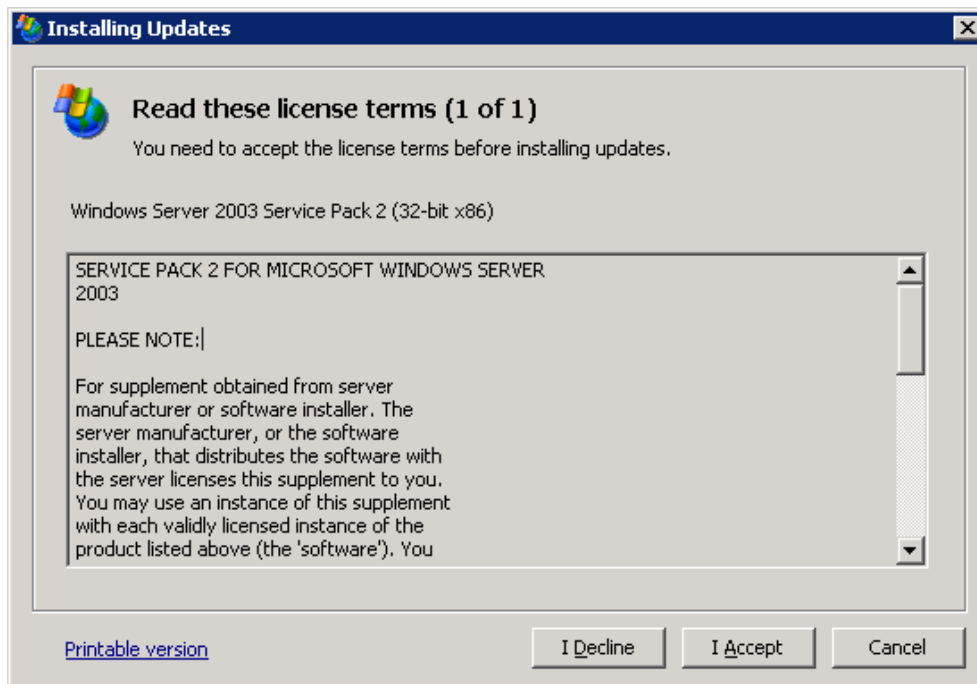 Installing Updates
Read these license terms (1 of 1)
You need to accept the license terms before installing updates.
Windows Server 2003 Service Pack 2 (32-bit x86)
SERVICE PACK 2 FOR MICROSOFT WINDOWS SERVER
2003
PLEASE NOTE:
For supplement obtained from server
manufacturer or software installer. The
server manufacturer, or the software
installer, that distributes the software with
the server licenses this supplement to you.
You may use an instance of this supplement
with each validly licensed instance of the
product listed above (the 'software'). You
Printable version
I Decline
I Accept
Cancel